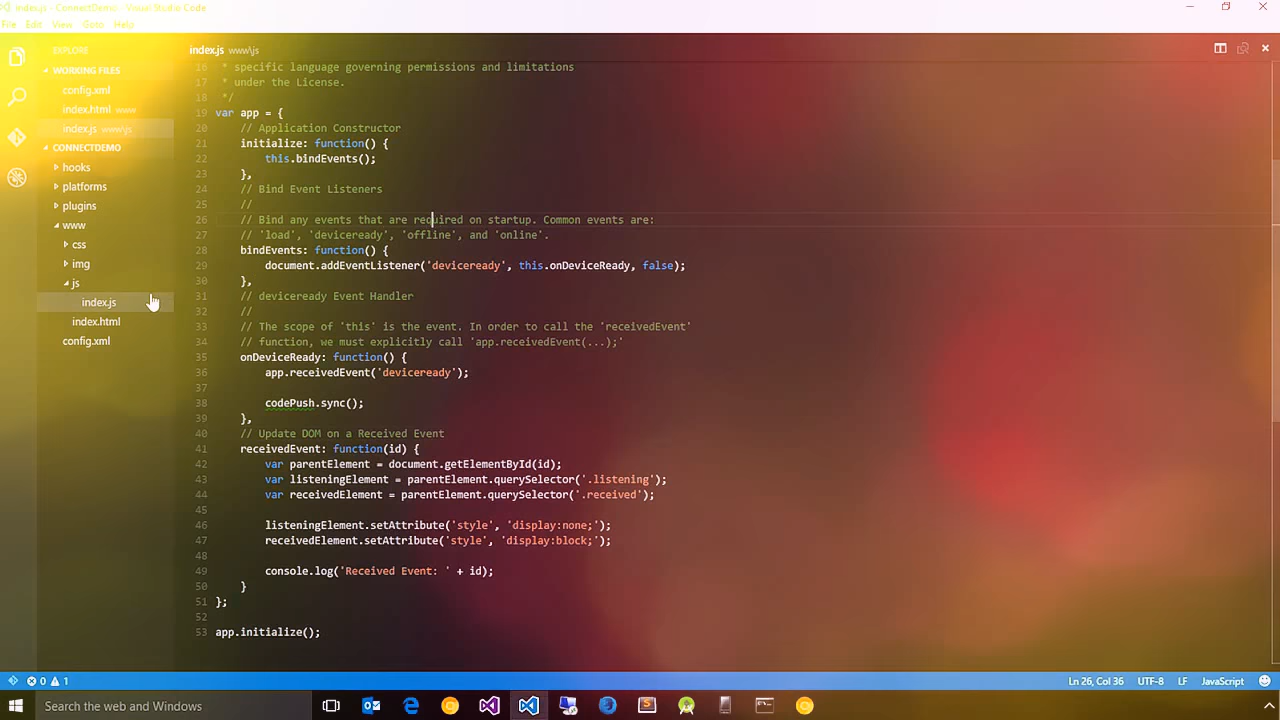 index.js - ConnectDemo - Visual Studio Code
File Edit View Goto Help
EXPLORE
WORKING FILES
config.xml
index.html www
index.js www\js
CONNECTDEMO
hooks
platforms
plugins
www
css
img
js
index.js
index.html
config.xml
index.js www\js
16 * specific language governing permissions and limitations
17 * under the License.
18 */
19 var app = {
20 // Application Constructor
21 initialize: function() {
22 this.bindEvents();
23 },
24 // Bind Event Listeners
25 //
26 // Bind any events that are required on startup. Common events are:
27 // 'load', 'deviceready', 'offline', and 'online'.
28 bindEvents: function() {
29 document.addEventListener('deviceready', this.onDeviceReady, false);
30 },
31 // deviceready Event Handler
32 //
33 // The scope of 'this' is the event. In order to call the 'receivedEvent'
34 // function, we must explicitly call 'app.receivedEvent(...);'
35 onDeviceReady: function() {
36 app.receivedEvent('deviceready');
37
38 codePush.sync();
39 },
40 // Update DOM on a Received Event
41 receivedEvent: function(id) {
42 var parentElement = document.getElementById(id);
43 var listeningElement = parentElement.querySelector('.listening');
44 var receivedElement = parentElement.querySelector('.received');
45
46 listeningElement.setAttribute('style', 'display:none;');
47 receivedElement.setAttribute('style', 'display:block;');
48
49 console.log('Received Event: ' + id);
50 }
51 };
52
53 app.initialize();
0 1 Ln 26, Col 36 UTF-8 LF JavaScript
Search the web and Windows